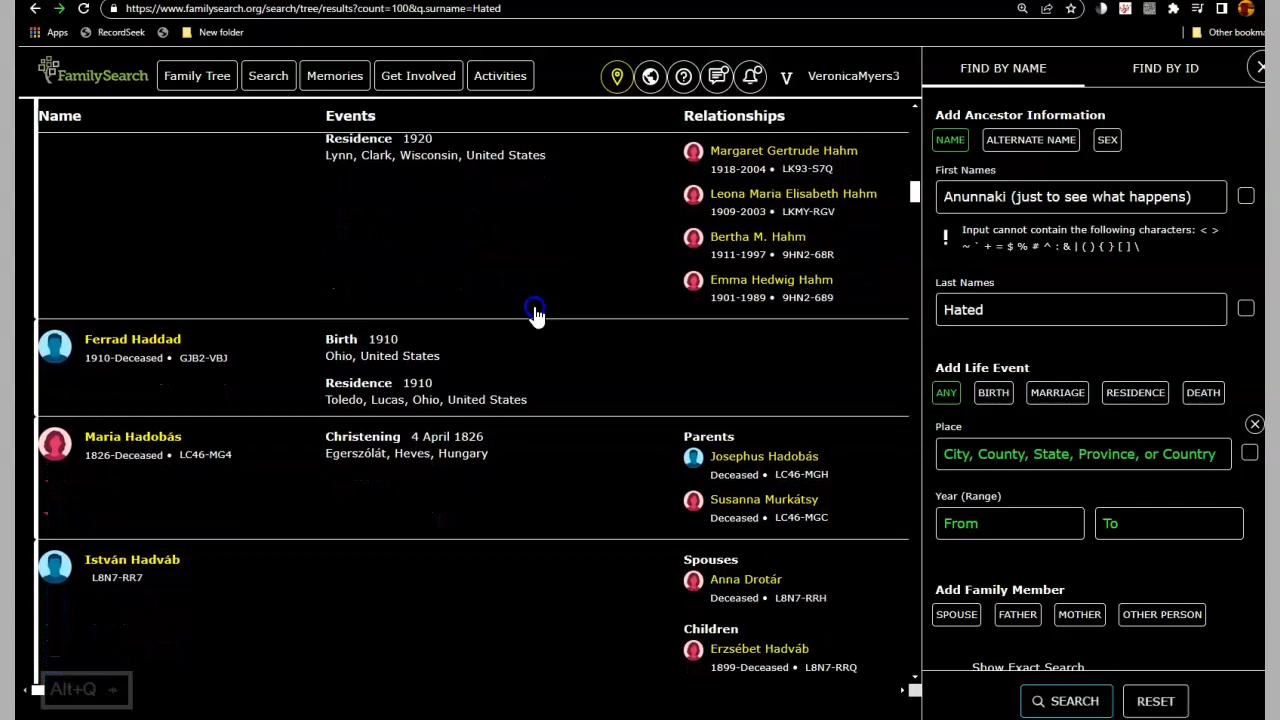 https://www.familysearch.org/search/tree/results?count=100&q.surname=Hated
Apps
RecordSeek
New folder
Other bookma
FamilySearch
Family Tree
Search
Memories
Get Involved
Activities
V
VeronicaMyers3
FIND BY NAME
FIND BY ID
Name
Events
Relationships
Residence 1920
Lynn, Clark, Wisconsin, United States
Margaret Gertrude Hahm
1918-2004 • LK93-S7Q
Leona Maria Elisabeth Hahm
1909-2003 • LKMY-RGV
Bertha M. Hahm
1911-1997 • 9HN2-68R
Emma Hedwig Hahm
1901-1989 • 9HN2-689
Ferrad Haddad
1910-Deceased • GJB2-VBJ
Birth 1910
Ohio, United States
Residence 1910
Toledo, Lucas, Ohio, United States
Maria Hadobás
1826-Deceased • LC46-MG4
Christening 4 April 1826
Egerszólát, Heves, Hungary
Parents
Josephus Hadobás
Deceased • LC46-MGH
Susanna Murkátsy
Deceased • LC46-MGC
István Hadváb
L8N7-RR7
Spouses
Anna Drotár
Deceased • L8N7-RRH
Children
Erzsébet Hadváb
1899-Deceased • L8N7-RRQ
Alt+Q
Add Ancestor Information
NAME
ALTERNATE NAME
SEX
First Names
Anunnaki (just to see what happens)
! Input cannot contain the following characters: < >
~ ` + = $ % # ^ : & | ( ) { } [ ] \
Last Names
Hated
Add Life Event
ANY
BIRTH
MARRIAGE
RESIDENCE
DEATH
Place
City, County, State, Province, or Country
Year (Range)
From
To
Add Family Member
SPOUSE
FATHER
MOTHER
OTHER PERSON
Show Exact Search
SEARCH
RESET